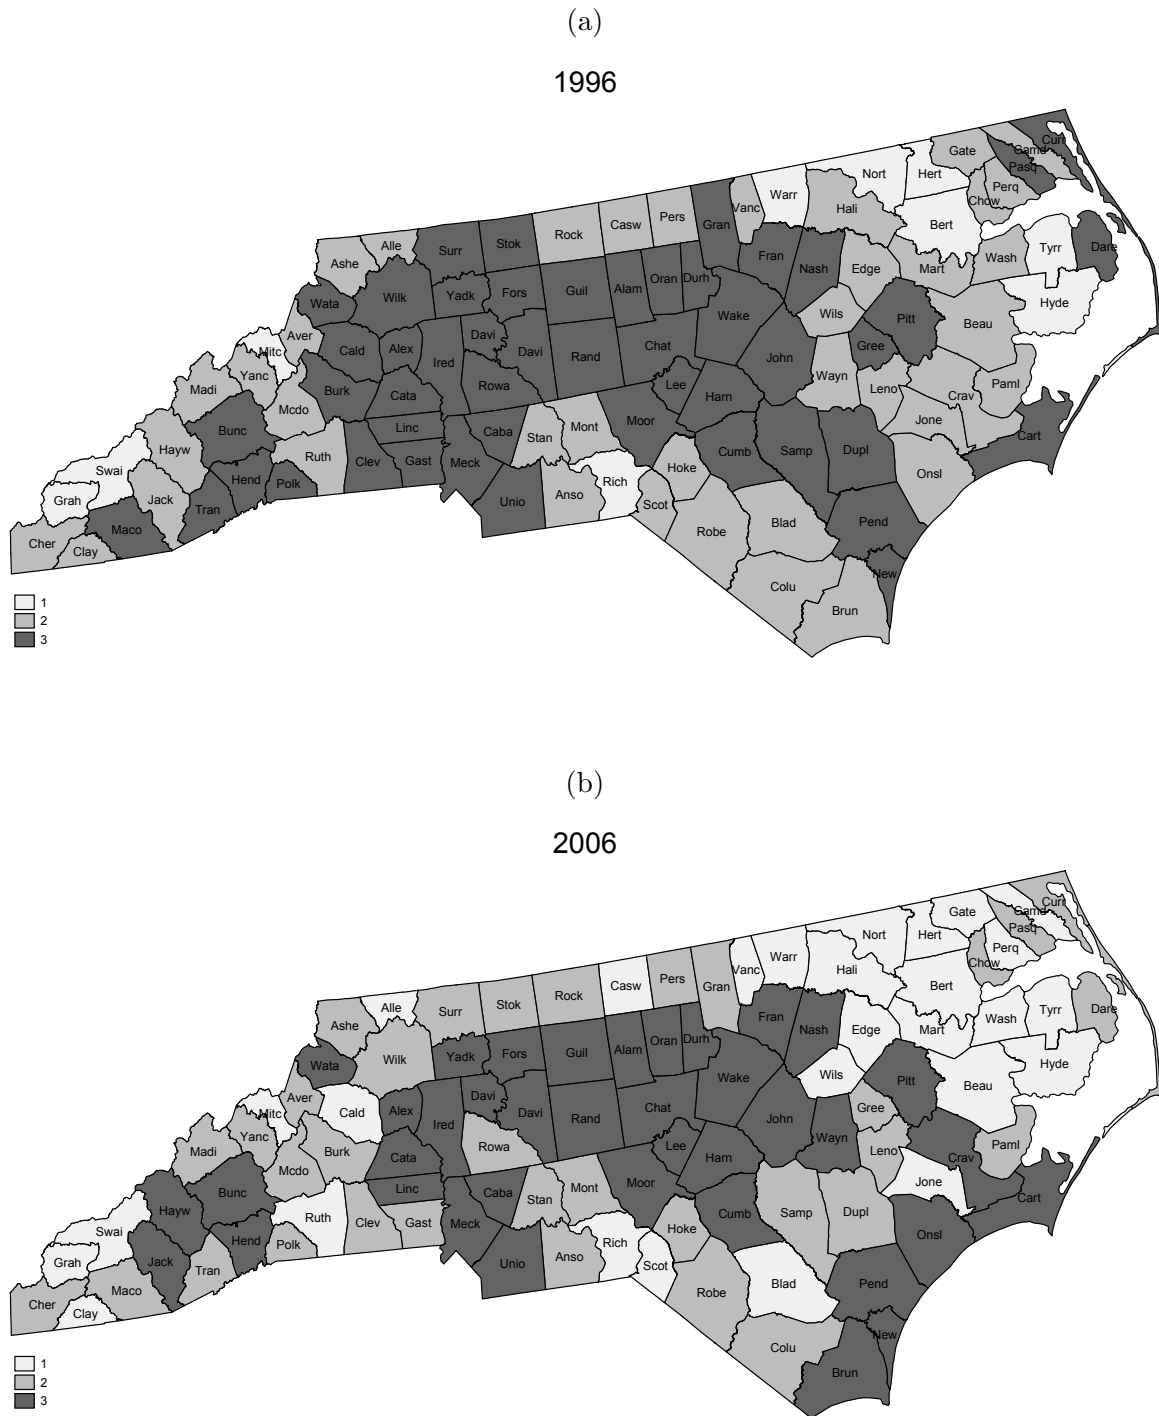 (a)
1996
Curr
Gate
Camd
Pasq
Nort
Hert
Perq
Warr
Chow
Vanc
Hali
Pers
Casw
Gran
Bert
Rock
Stok
Alle
Surr
Tyrr
Dare
Fran
Wash
Ashe
Nash
Edge
Mart
Oran
Durh
Alam
Guil
Fors
Yadk
Wilk
Wata
Hyde
Wils
Wake
Pitt
Beau
Aver
Davi
Gree
Chat
Mitc
Cald
Alex
Davi
Rand
John
Ired
Wayn
Yanc
Rowa
Lee
Paml
Madi
Burk
Cata
Harn
Leno
Crav
Mcdo
Jone
Moor
Linc
Mont
Bunc
Caba
Stan
Cart
Hayw
Cumb
Samp
Dupl
Ruth
Clev
Gast
Meck
Hoke
Swai
Onsl
Hend
Rich
Polk
Anso
Grah
Jack
Unio
Scot
Tran
Blad
Pend
Maco
Robe
Cher
Clay
New
Colu
1
2
Brun
3
(b)
2006
Curr
Gate
Camd
Pasq
Nort
Hert
Perq
Warr
Chow
Vanc
Hali
Pers
Casw
Gran
Bert
Rock
Stok
Alle
Surr
Tyrr
Dare
Fran
Wash
Ashe
Nash
Edge
Mart
Oran
Durh
Alam
Guil
Fors
Yadk
Wilk
Wata
Hyde
Wils
Wake
Pitt
Beau
Aver
Davi
Gree
Chat
Mitc
Cald
Alex
Davi
Rand
John
Ired
Wayn
Yanc
Rowa
Lee
Paml
Madi
Burk
Cata
Harn
Leno
Crav
Mcdo
Jone
Moor
Linc
Mont
Bunc
Caba
Stan
Cart
Hayw
Cumb
Samp
Dupl
Ruth
Clev
Gast
Meck
Hoke
Swai
Onsl
Hend
Rich
Polk
Anso
Grah
Jack
Unio
Scot
Tran
Blad
Pend
Maco
Robe
Cher
Clay
New
Colu
1
2
Brun
3